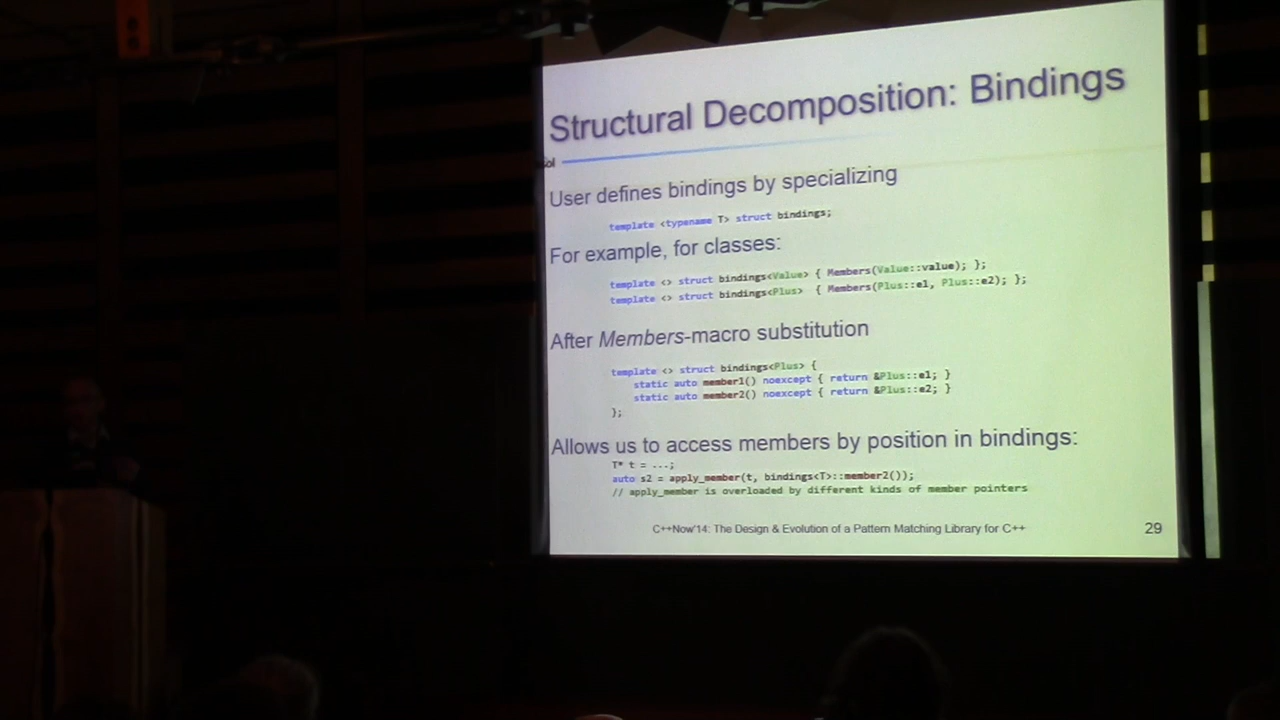 Structural Decomposition: Bindings
User defines bindings by specializing
template <typename T> struct bindings;
For example, for classes:
template <> struct bindings<Value> { Members(Value::value); };
template <> struct bindings<Plus> { Members(Plus::e1, Plus::e2); };
After Members-macro substitution
template <> struct bindings<Plus> {
static auto member1() noexcept { return &Plus::e1; }
static auto member2() noexcept { return &Plus::e2; }
};
Allows us to access members by position in bindings:
T* t = ...;
auto s2 = apply_member(t, bindings<T>::member2());
// apply_member is overloaded by different kinds of member pointers
C++Now'14: The Design & Evolution of a Pattern Matching Library for C++
29